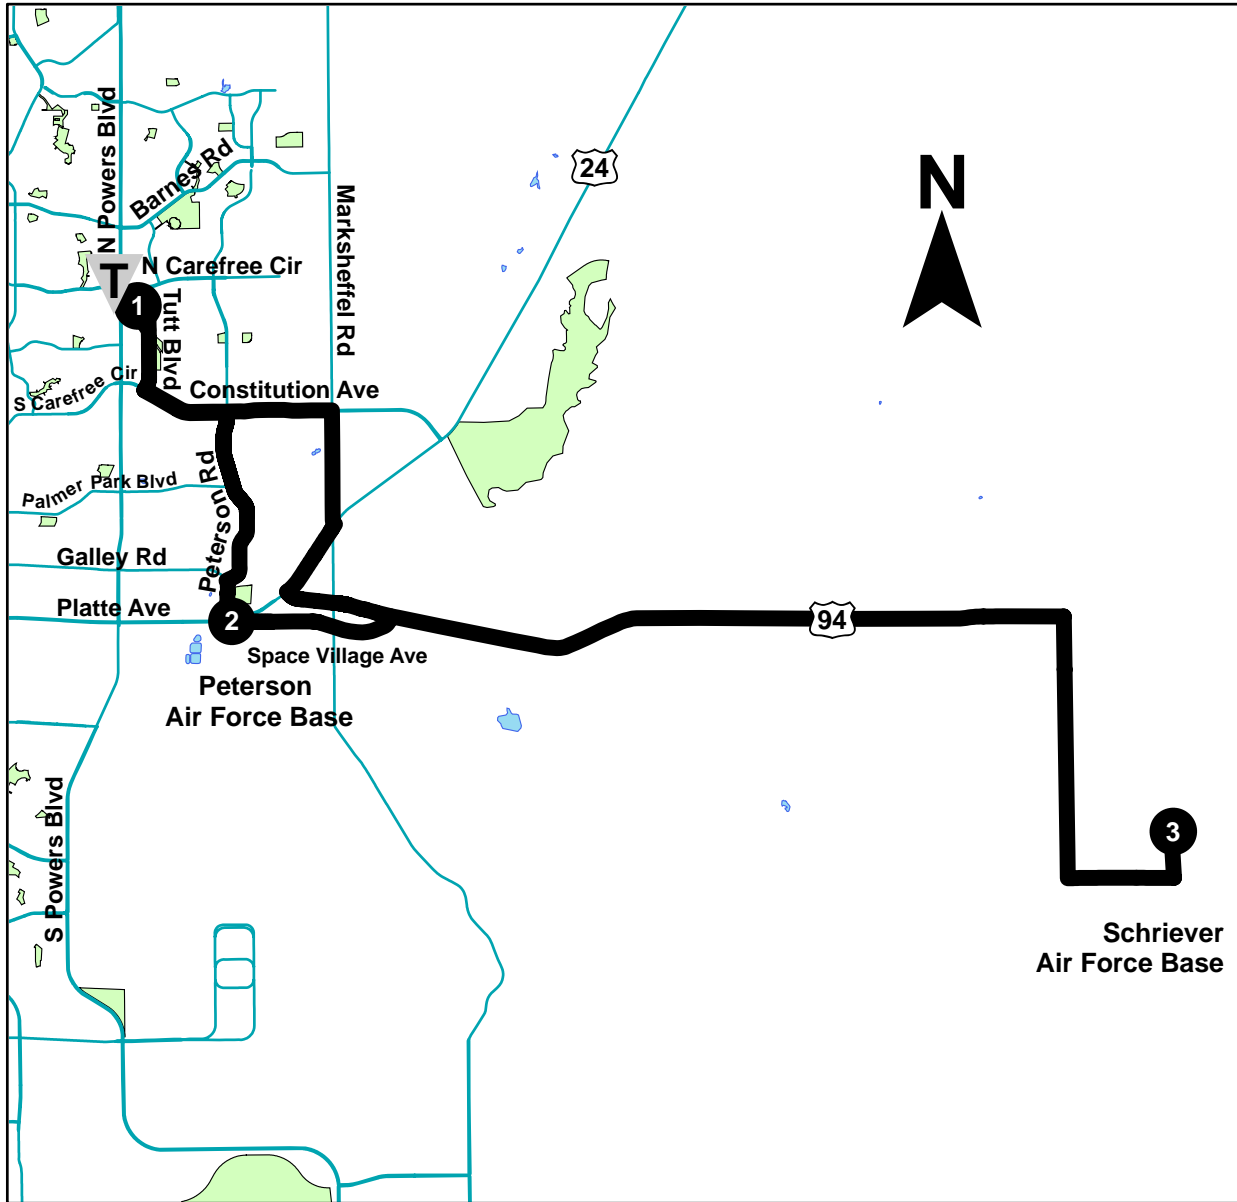 N Powers Blvd
Barnes Rd
24
N
Marksheffel Rd
T
N Carefree Cir
1
Tutt Blvd
S Carefree Cir
Constitution Ave
Palmer Park Blvd
Peterson Rd
Galley Rd
Platte Ave
2
94
Space Village Ave
Peterson
Air Force Base
S Powers Blvd
3
Schriever
Air Force Base